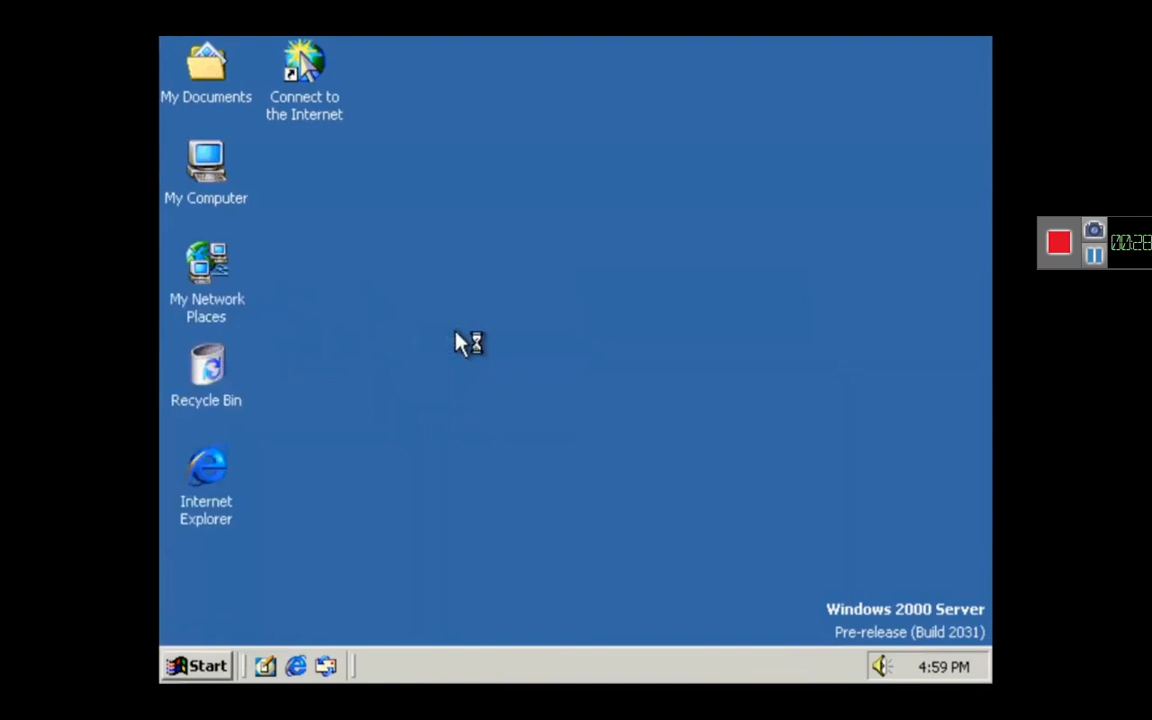 My Documents
Connect to
the Internet
My Computer
My Network
Places
Recycle Bin
Internet
Explorer
Windows 2000 Server
Pre-release (Build 2031)
Start
4:59 PM